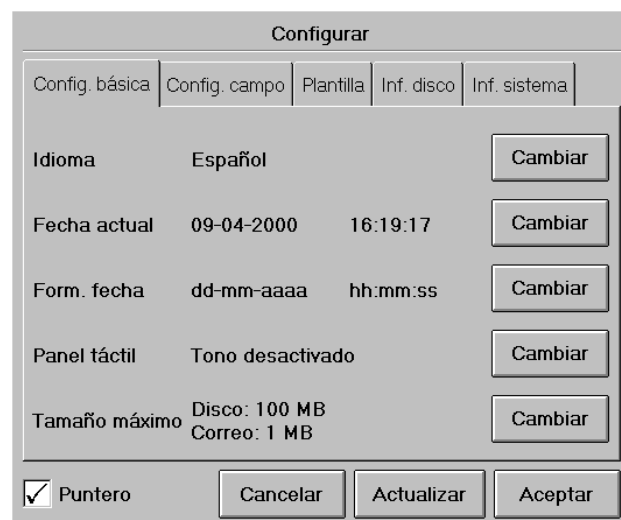 Configurar
Config. básica Config. campo Plantilla Inf. disco Inf. sistema
Idioma Español Cambiar
Fecha actual 09-04-2000 16:19:17 Cambiar
Form. fecha dd-mm-aaaa hh:mm:ss Cambiar
Panel táctil Tono desactivado Cambiar
Tamaño máximo Disco: 100 MB Cambiar
Correo: 1 MB
Puntero Cancelar Actualizar Aceptar